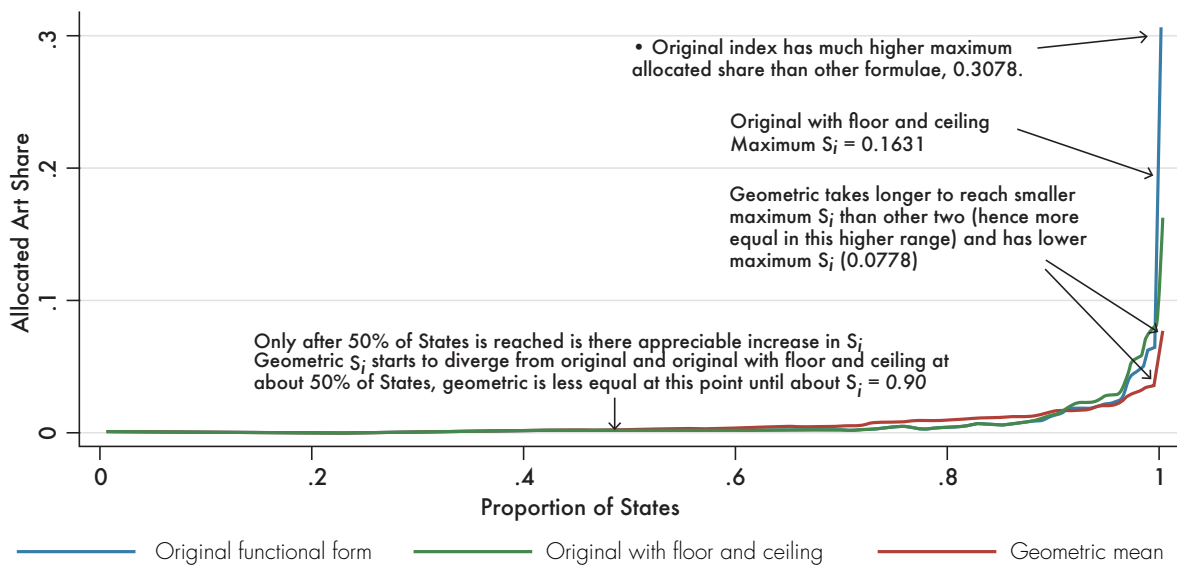 .3
.2
.1
0
Allocated Art Share
• Original index has much higher maximum
allocated share than other formulae, 0.3078.
Original with floor and ceiling
Maximum Si = 0.1631
Geometric takes longer to reach smaller
maximum Si than other two (hence more
equal in this higher range) and has lower
maximum Si (0.0778)
Only after 50% of States is reached is there appreciable increase in Si
Geometric Si starts to diverge from original and original with floor and ceiling at
about 50% of States, geometric is less equal at this point until about Si = 0.90
0 .2 .4 .6 .8 1
Proportion of States
Original functional form Original with floor and ceiling Geometric mean